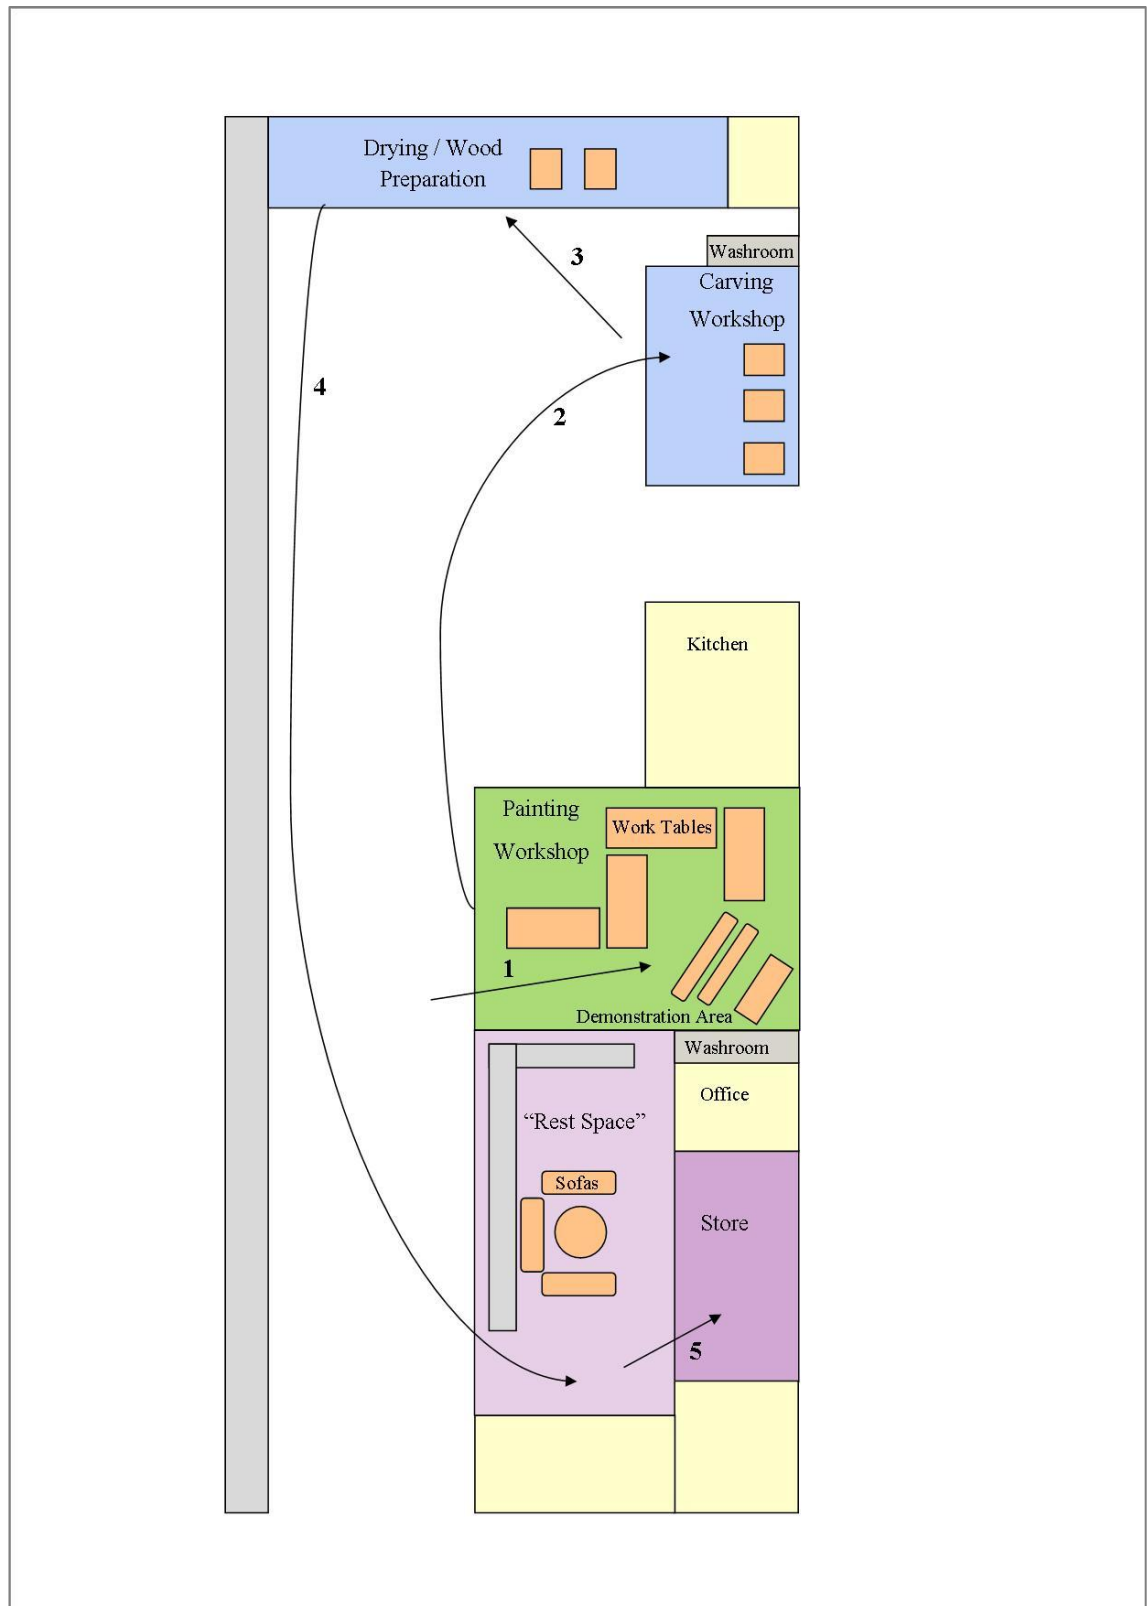 Drying / Wood
Preparation
Washroom
3
Carving
Workshop
4
2
Kitchen
Painting
Work Tables
Workshop
1
Demonstration Area
Washroom
Office
“Rest Space”
Sofas
Store
5